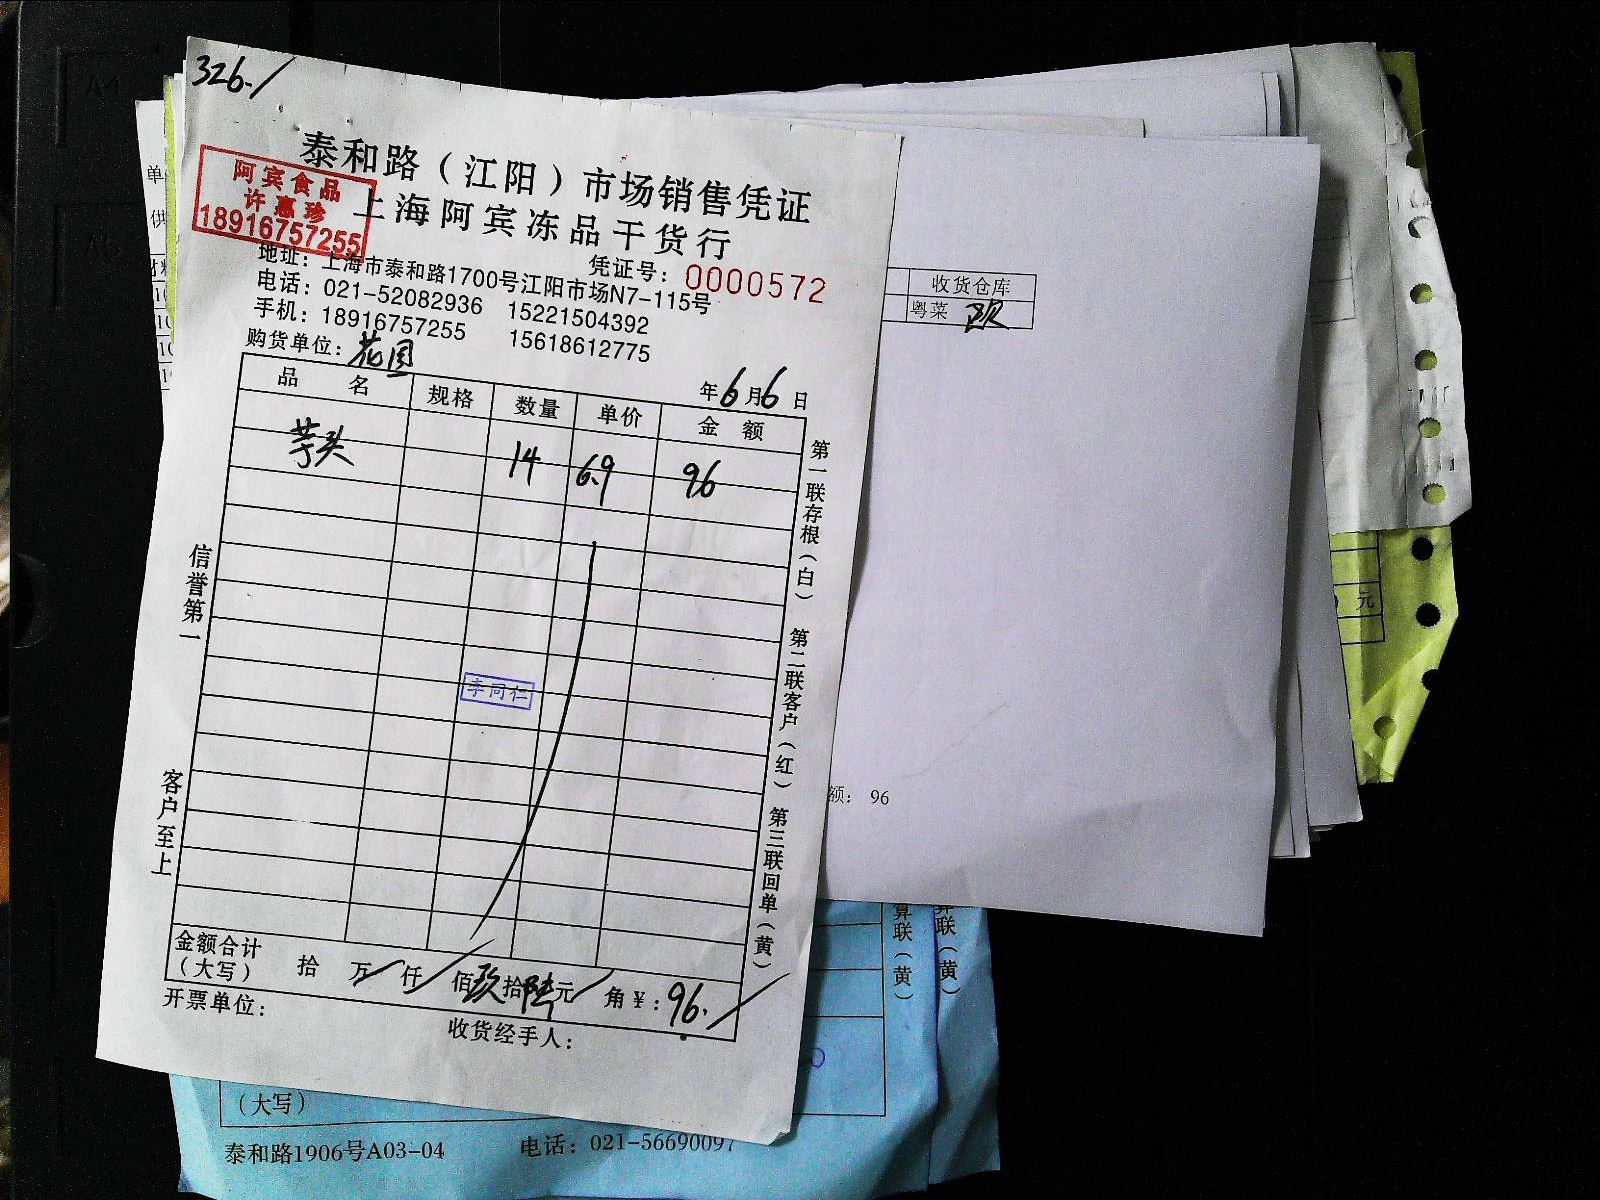 326.
泰和路（江阳）市场销售凭证
阿宾食品
许惠珍
18916757255
上海阿宾冻品干货行
凭证号：0000572
地址：上海市泰和路1700号江阳市场N7-115号
电话：021-52082936 15221504392
手机：18916757255 15618612775
购货单位：花园
年6月6日
品 名 规格 数量 单价 金 额
芋头 14 6.9 96
李同仁
信誉第一
客户至上
第一联存根（白） 第二联客户（红） 第三联回单（黄）
金额合计（大写） 拾 万 仟 佰玖拾陆元 角 ￥：96.
开票单位：
收货经手人：
收货仓库
粤菜
额： 96
元
算联（黄）
算联（黄）
（大写）
泰和路1906号A03-04 电话：021-56690097